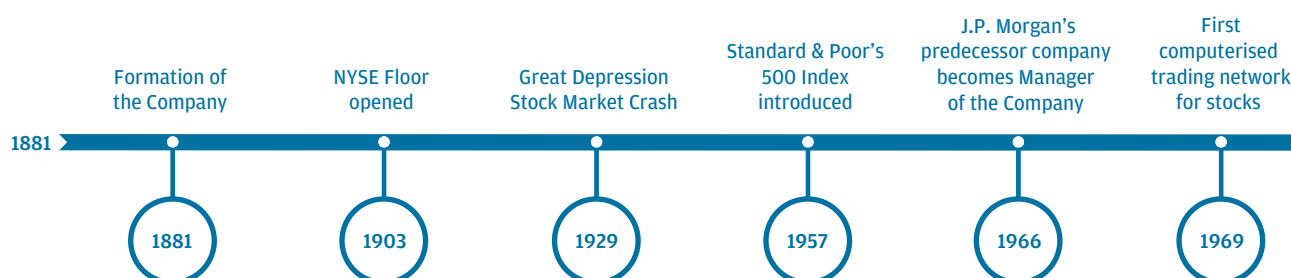 Formation of
the Company
NYSE Floor
opened
Great Depression
Stock Market Crash
Standard & Poor's
500 Index
introduced
J.P. Morgan's
predecessor company
becomes Manager
of the Company
First
computerised
trading network
for stocks
1881
1881
1903
1929
1957
1966
1969